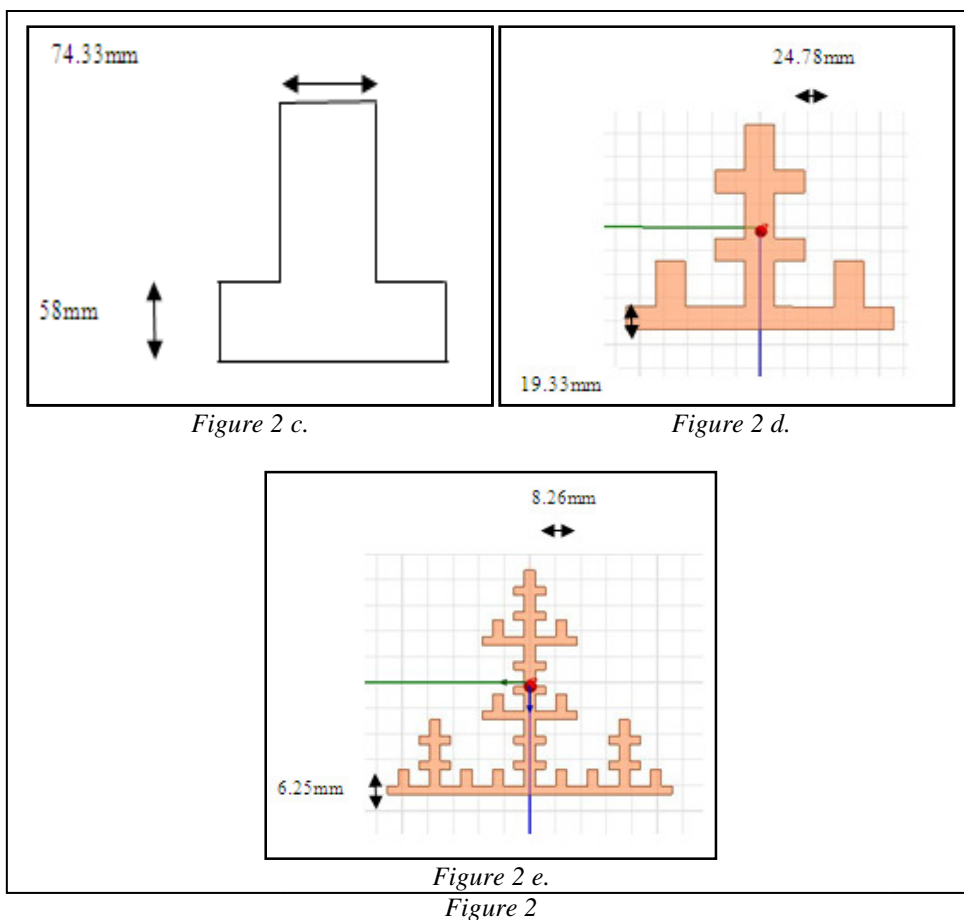 74.33mm
58mm
Figure 2 c.
24.78mm
19.33mm
Figure 2 d.
8.26mm
6.25mm
Figure 2 e.
Figure 2